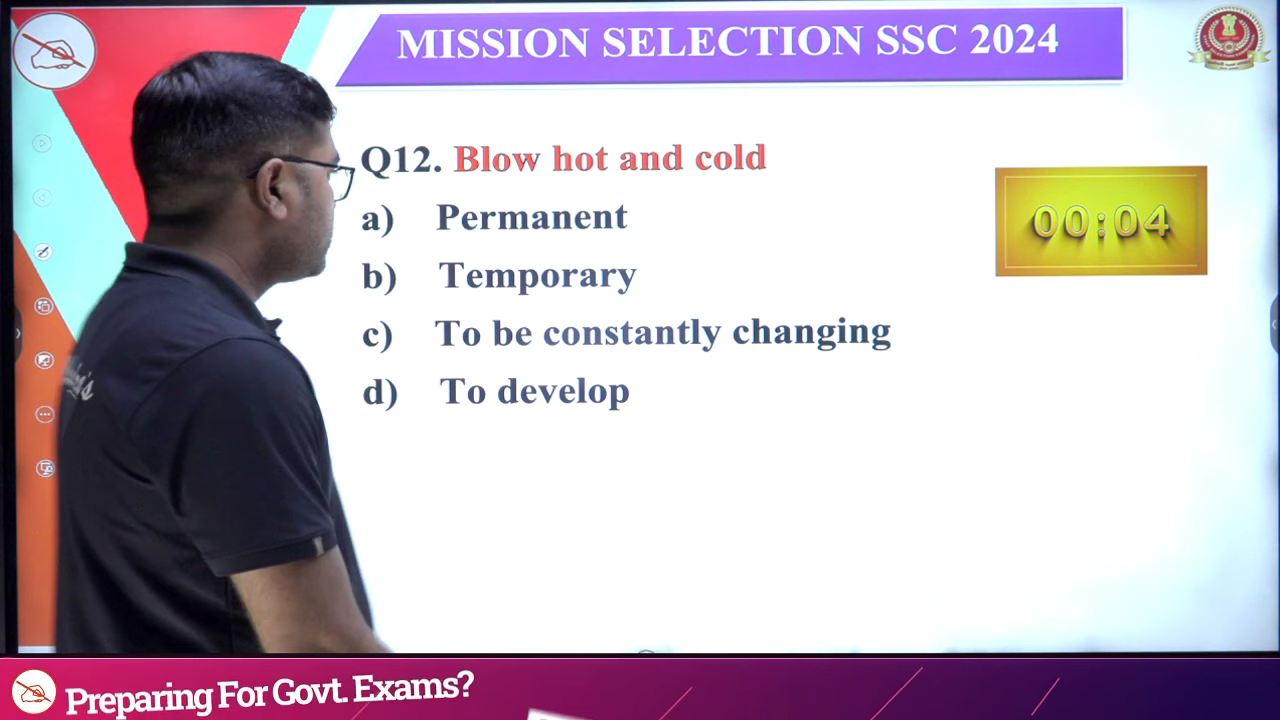 MISSION SELECTION SSC 2024
Q12. Blow hot and cold
a) Permanent
b) Temporary
c) To be constantly changing
d) To develop
00:04
Preparing For Govt. Exams?